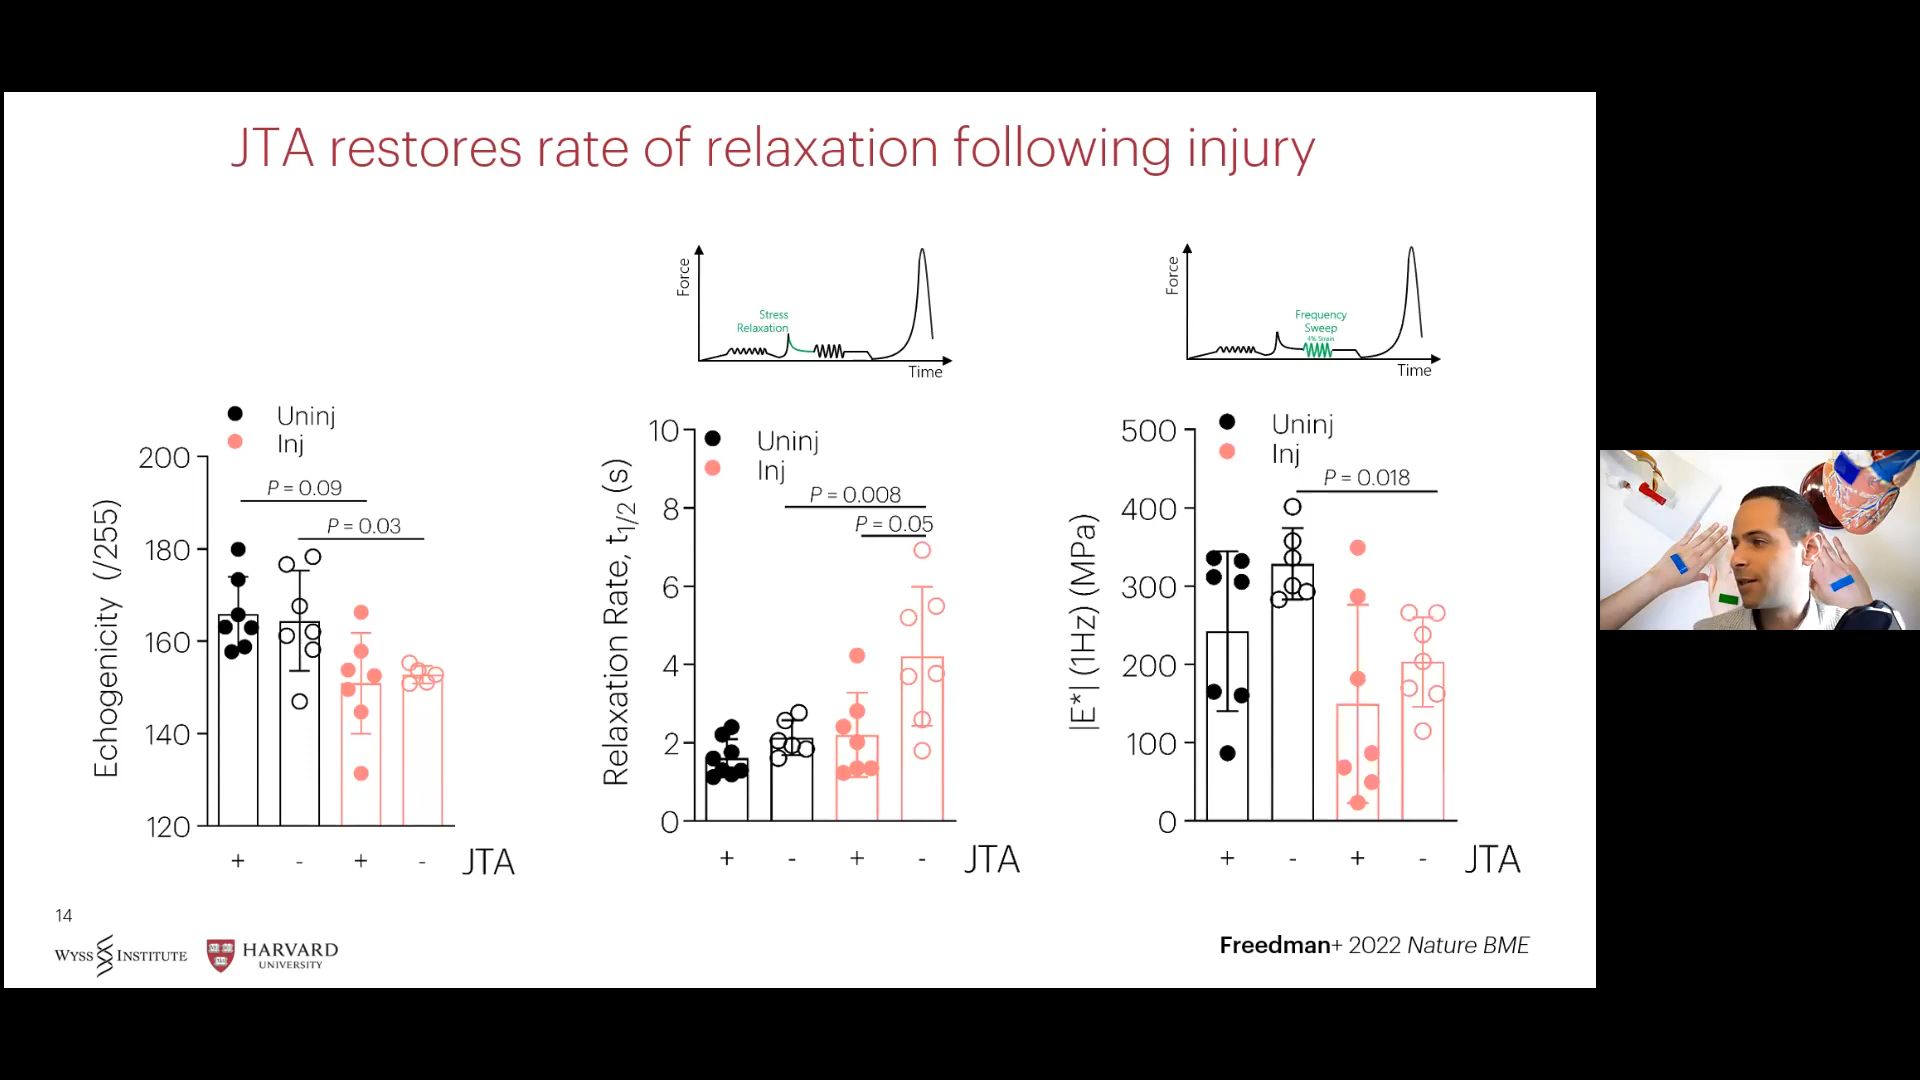 JTA restores rate of relaxation following injury
Force
Stress
Relaxation
Time
Force
Frequency
Sweep
4% Strain
Time
Uninj
Inj
P = 0.09
P = 0.03
Echogenicity (/255)
200
180
160
140
120
+ - + - JTA
Uninj
Inj
P = 0.008
P = 0.05
Relaxation Rate, t1/2 (s)
10
8
6
4
2
0
+ - + - JTA
Uninj
Inj
P = 0.018
|E*| (1Hz) (MPa)
500
400
300
200
100
0
+ - + - JTA
14
WYSS INSTITUTE
HARVARD
UNIVERSITY
Freedman+ 2022 Nature BME